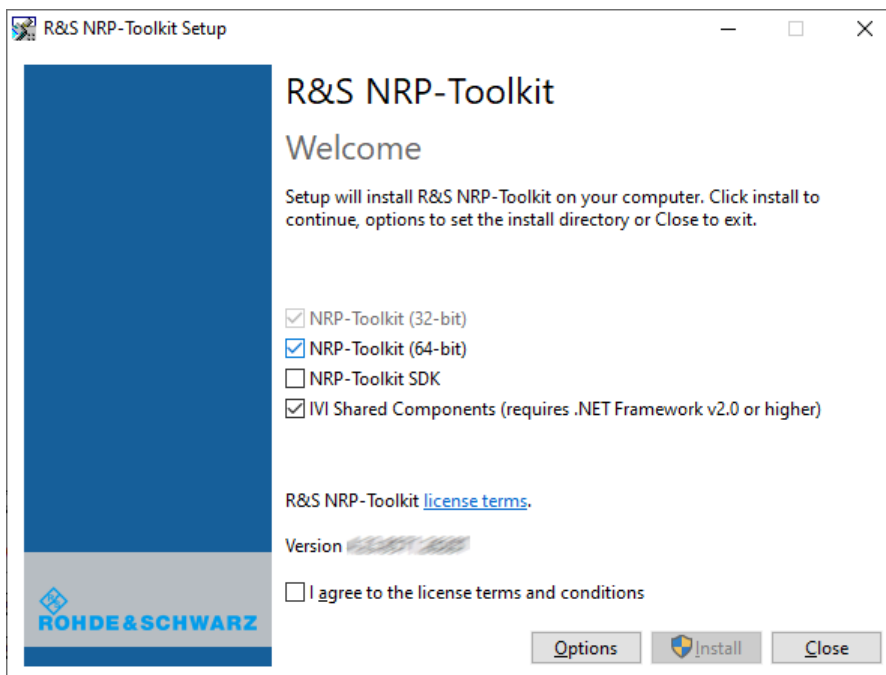 R&S NRP-Toolkit Setup
R&S NRP-Toolkit
Welcome
Setup will install R&S NRP-Toolkit on your computer. Click install to
continue, options to set the install directory or Close to exit.
NRP-Toolkit (32-bit)
NRP-Toolkit (64-bit)
NRP-Toolkit SDK
IVI Shared Components (requires .NET Framework v2.0 or higher)
R&S NRP-Toolkit license terms.
Version
I agree to the license terms and conditions
ROHDE&SCHWARZ
Options Install Close